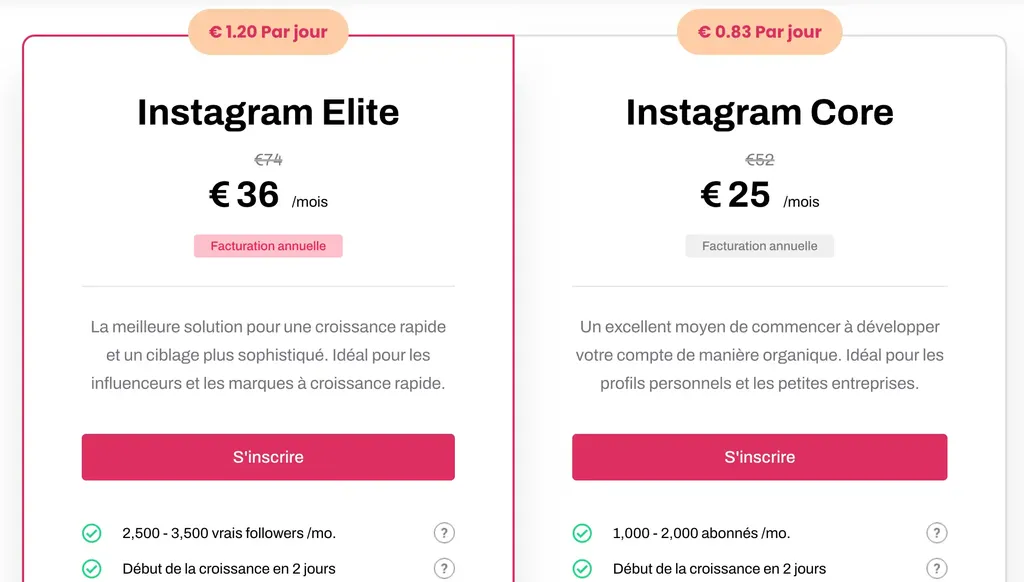 € 1.20 Par jour
Instagram Elite
€74
€ 36 /mois
Facturation annuelle
La meilleure solution pour une croissance rapide
et un ciblage plus sophistiqué. Idéal pour les
influenceurs et les marques à croissance rapide.
S'inscrire
2,500 - 3,500 vrais followers /mo. ?
Début de la croissance en 2 jours ?
€ 0.83 Par jour
Instagram Core
€52
€ 25 /mois
Facturation annuelle
Un excellent moyen de commencer à développer
votre compte de manière organique. Idéal pour les
profils personnels et les petites entreprises.
S'inscrire
1,000 - 2,000 abonnés /mo. ?
Début de la croissance en 2 jours ?